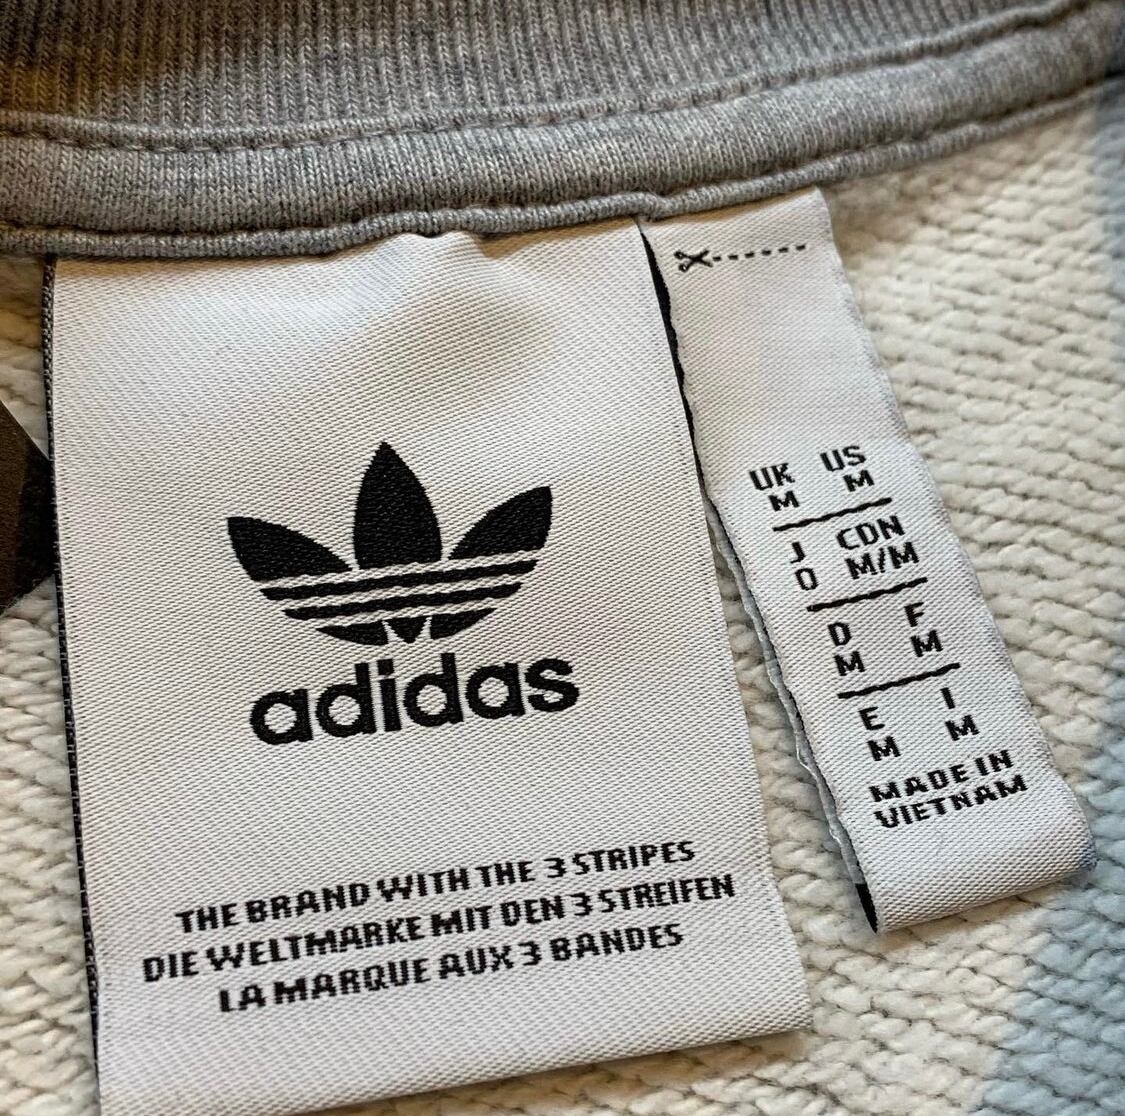 adidas
THE BRAND WITH THE 3 STRIPES
DIE WELTMARKE MIT DEN 3 STREIFEN
LA MARQUE AUX 3 BANDES
UK US
M M
J CDN
O M/M
D F
M M
E I
M M
MADE IN
VIETNAM